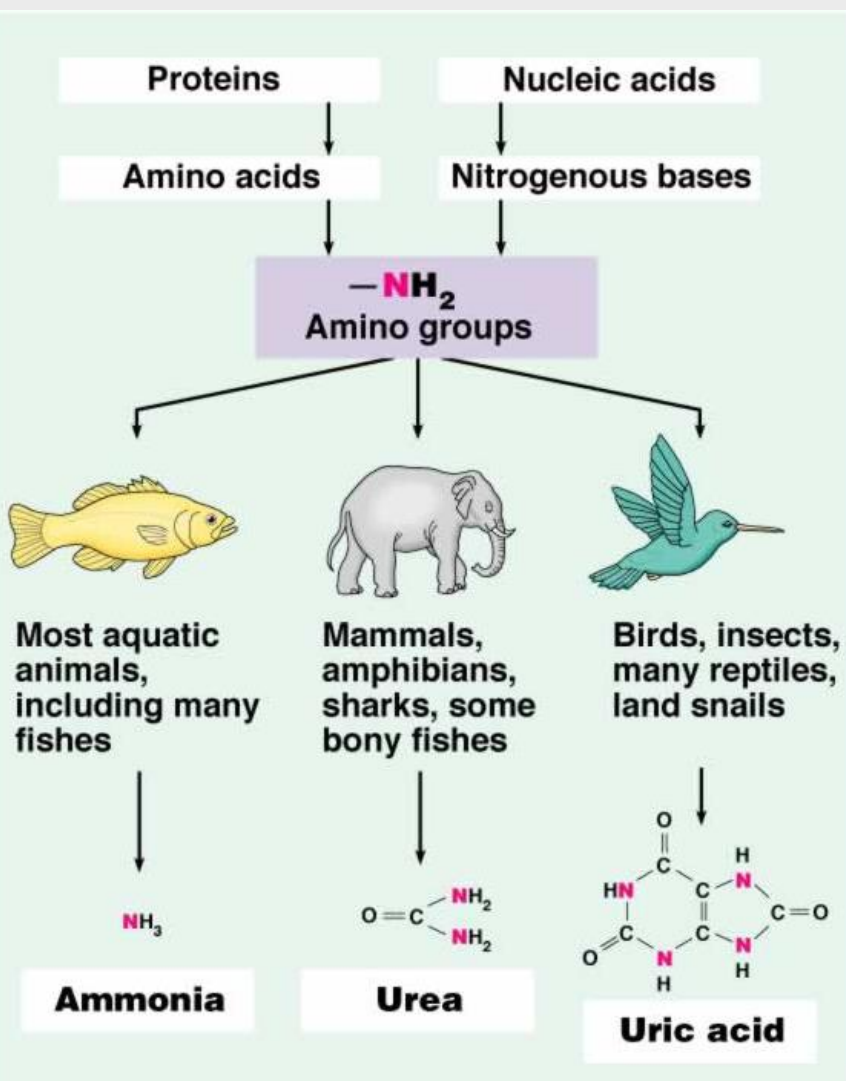 Proteins
Nucleic acids
Amino acids
Nitrogenous bases
—NH₂
Amino groups
Most aquatic
animals,
including many
fishes
Mammals,
amphibians,
sharks, some
bony fishes
Birds, insects,
many reptiles,
land snails
NH₃
Ammonia
O=C
NH₂
NH₂
Urea
O
C
H
HN
C
N
C=O
O
C
C
N
N
H
H
Uric acid